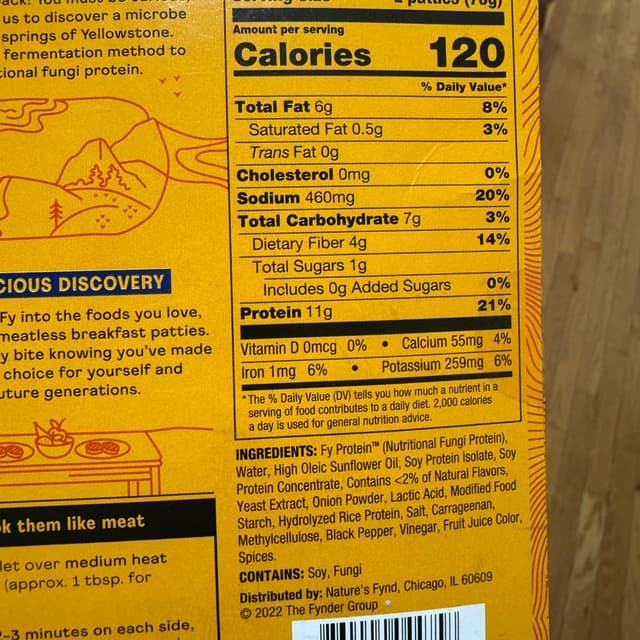 us to discover a microbe
springs of Yellowstone.
fermentation method to
ional fungi protein.
CIOUS DISCOVERY
Fy into the foods you love,
meatless breakfast patties.
y bite knowing you've made
choice for yourself and
uture generations.
k them like meat
let over medium heat
(approx. 1 tbsp. for
2-3 minutes on each side,
patties (70g)
Amount per serving
Calories 120
% Daily Value*
Total Fat 6g 8%
Saturated Fat 0.5g 3%
Trans Fat 0g
Cholesterol 0mg 0%
Sodium 460mg 20%
Total Carbohydrate 7g 3%
Dietary Fiber 4g 14%
Total Sugars 1g
Includes 0g Added Sugars 0%
Protein 11g 21%
Vitamin D 0mcg 0% • Calcium 55mg 4%
Iron 1mg 6% • Potassium 259mg 6%
*The % Daily Value (DV) tells you how much a nutrient in a
serving of food contributes to a daily diet. 2,000 calories
a day is used for general nutrition advice.
INGREDIENTS: Fy Protein™ (Nutritional Fungi Protein),
Water, High Oleic Sunflower Oil, Soy Protein Isolate, Soy
Protein Concentrate, Contains <2% of Natural Flavors,
Yeast Extract, Onion Powder, Lactic Acid, Modified Food
Starch, Hydrolyzed Rice Protein, Salt, Carrageenan,
Methylcellulose, Black Pepper, Vinegar, Fruit Juice Color,
Spices.
CONTAINS: Soy, Fungi
Distributed by: Nature's Fynd, Chicago, IL 60609
© 2022 The Fynder Group